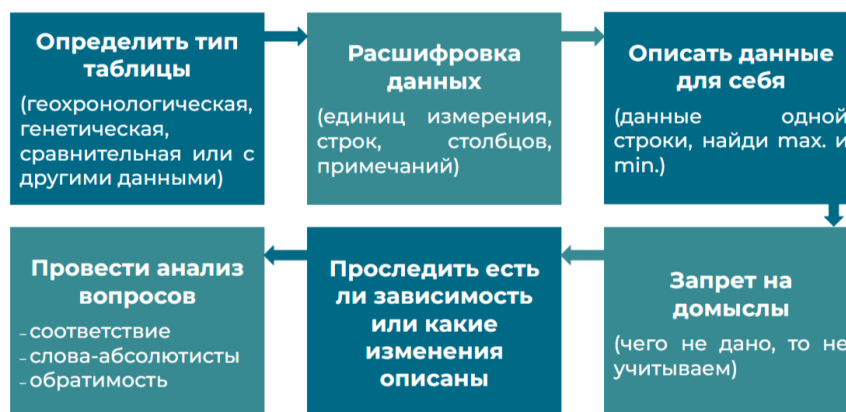 Определить тип
таблицы
(геохронологическая,
генетическая,
сравнительная или с
другими данными)
Расшифровка
данных
(единиц измерения,
строк, столбцов,
примечаний)
Описать данные
для себя
(данные одной
строки, найди max. и
min.)
Запрет на
домыслы
(чего не дано, то не
учитываем)
Проследить есть
ли зависимость
или какие
изменения
описаны
Провести анализ
вопросов
- соответствие
- слова-абсолютисты
- обратимость